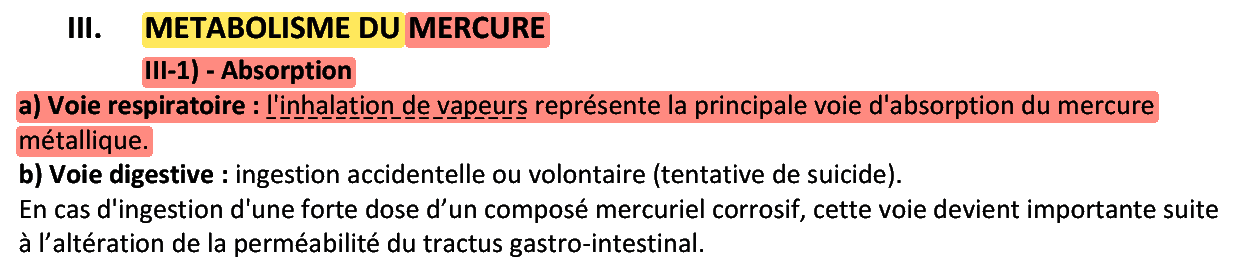 III. METABOLISME DU MERCURE
III-1) - Absorption
a) Voie respiratoire : l'inhalation de vapeurs représente la principale voie d'absorption du mercure
métallique.
b) Voie digestive : ingestion accidentelle ou volontaire (tentative de suicide).
En cas d'ingestion d'une forte dose d’un composé mercuriel corrosif, cette voie devient importante suite
à l’altération de la perméabilité du tractus gastro-intestinal.